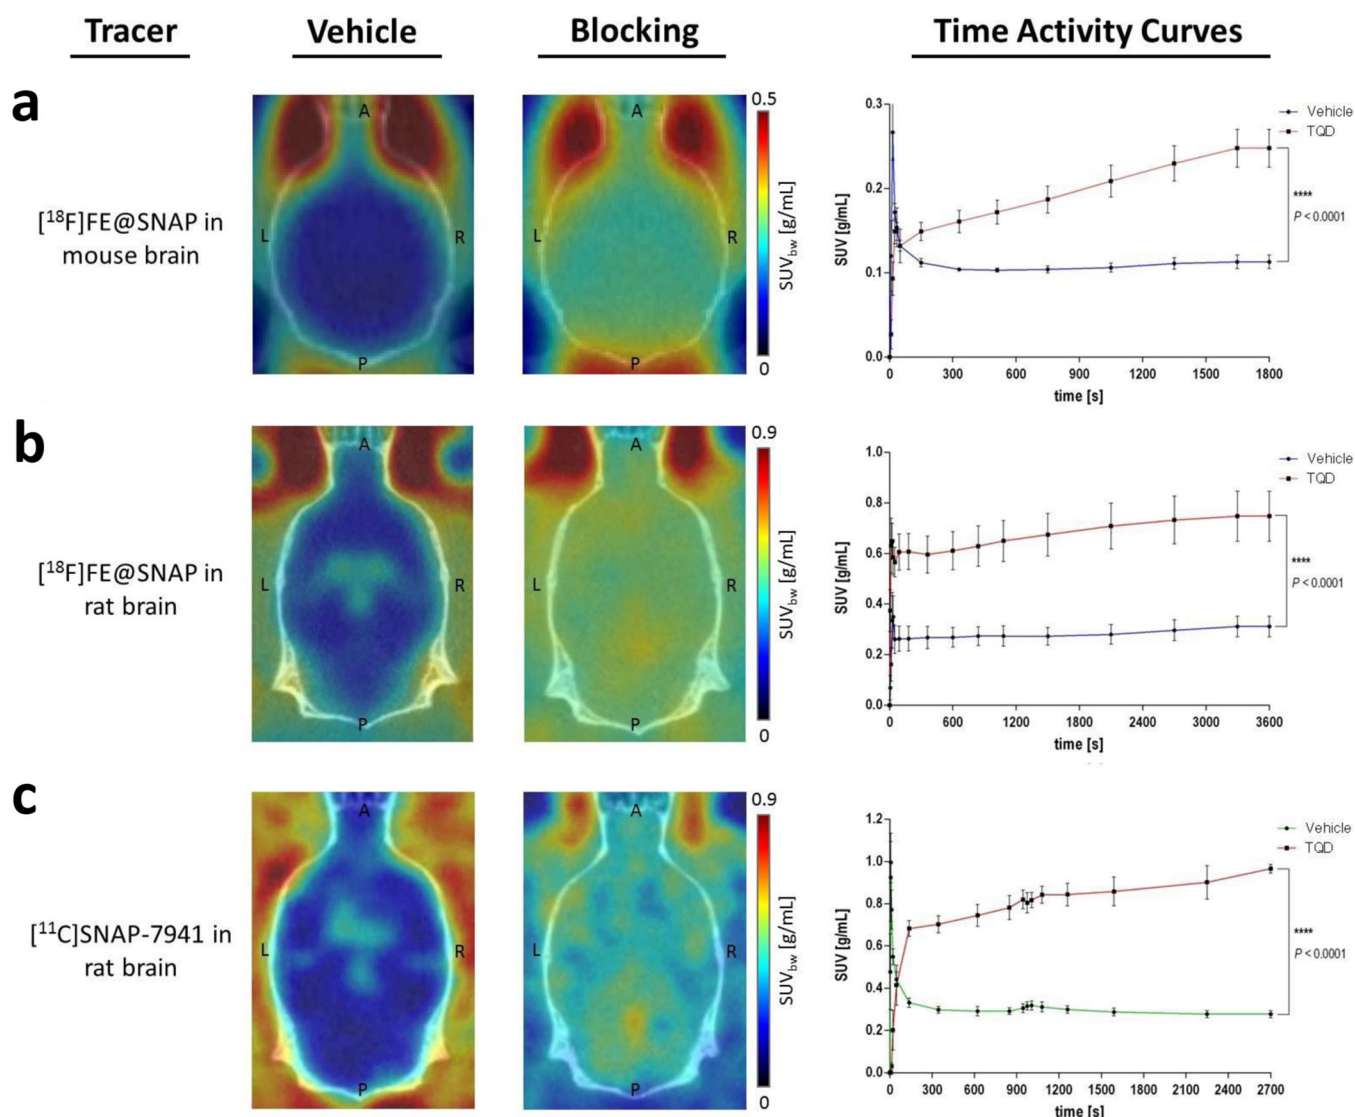 Tracer Vehicle Blocking Time Activity Curves
a
[¹⁸F]FE@SNAP in
mouse brain
A
L
R
P
A
L
R
P
0.5
SUVbw [g/mL]
0
0.3
0.2
0.1
0.0
SUV [g/mL]
0 300 600 900 1200 1500 1800
time [s]
Vehicle
TQD
****
P < 0.0001
b
[¹⁸F]FE@SNAP in
rat brain
A
L
R
P
A
L
R
P
0.9
SUVbw [g/mL]
0
1.0
0.8
0.6
0.4
0.2
0.0
SUV [g/mL]
0 600 1200 1800 2400 3000 3600
time [s]
Vehicle
TQD
****
P < 0.0001
c
[¹¹C]SNAP-7941 in
rat brain
A
L
R
P
A
L
R
P
0.9
SUVbw [g/mL]
0
1.2
1.0
0.8
0.6
0.4
0.2
0.0
SUV [g/mL]
0 300 600 900 1200 1500 1800 2100 2400 2700
time [s]
Vehicle
TQD
****
P < 0.0001